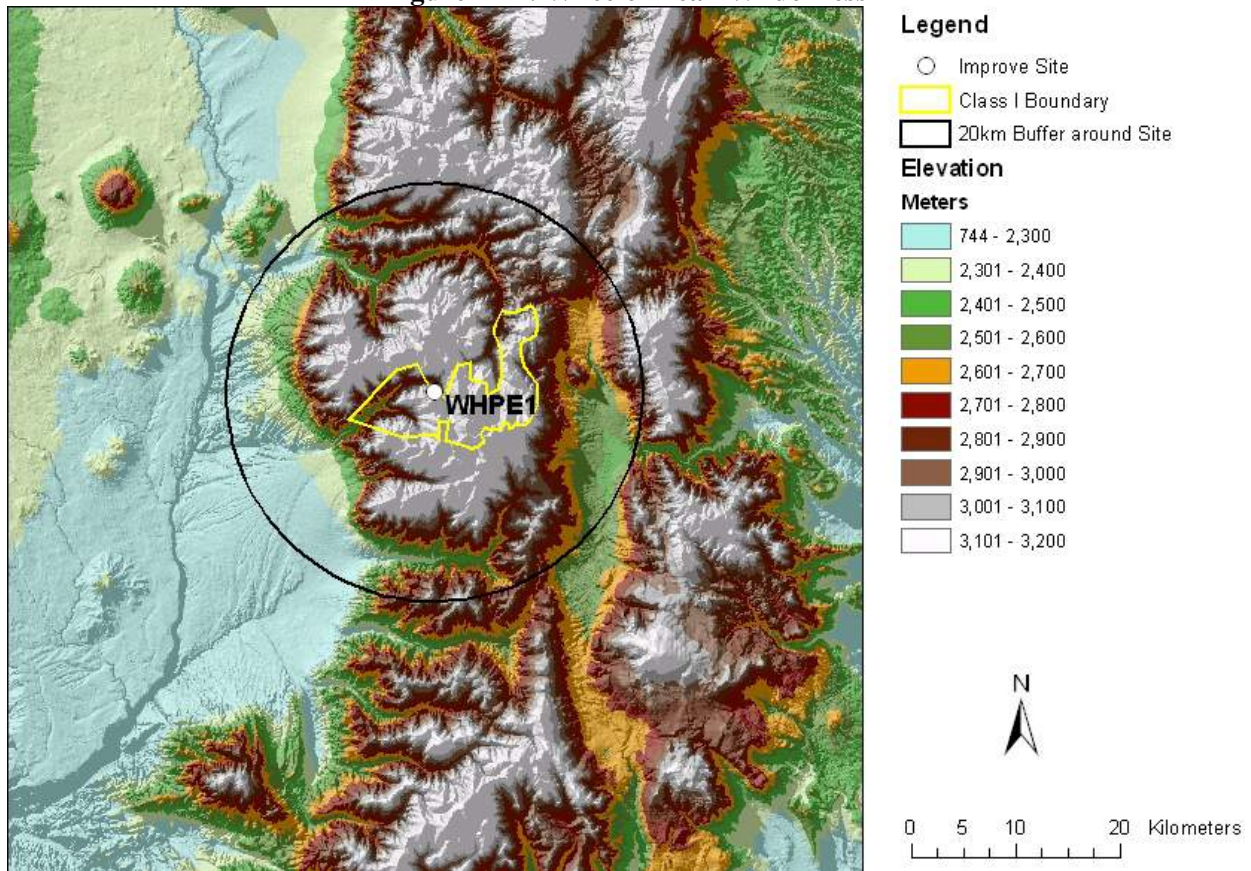 WHPE1
Legend
Improve Site
Class I Boundary
20km Buffer around Site
Elevation
Meters
744 - 2,300
2,301 - 2,400
2,401 - 2,500
2,501 - 2,600
2,601 - 2,700
2,701 - 2,800
2,801 - 2,900
2,901 - 3,000
3,001 - 3,100
3,101 - 3,200
N
0 5 10 20 Kilometers